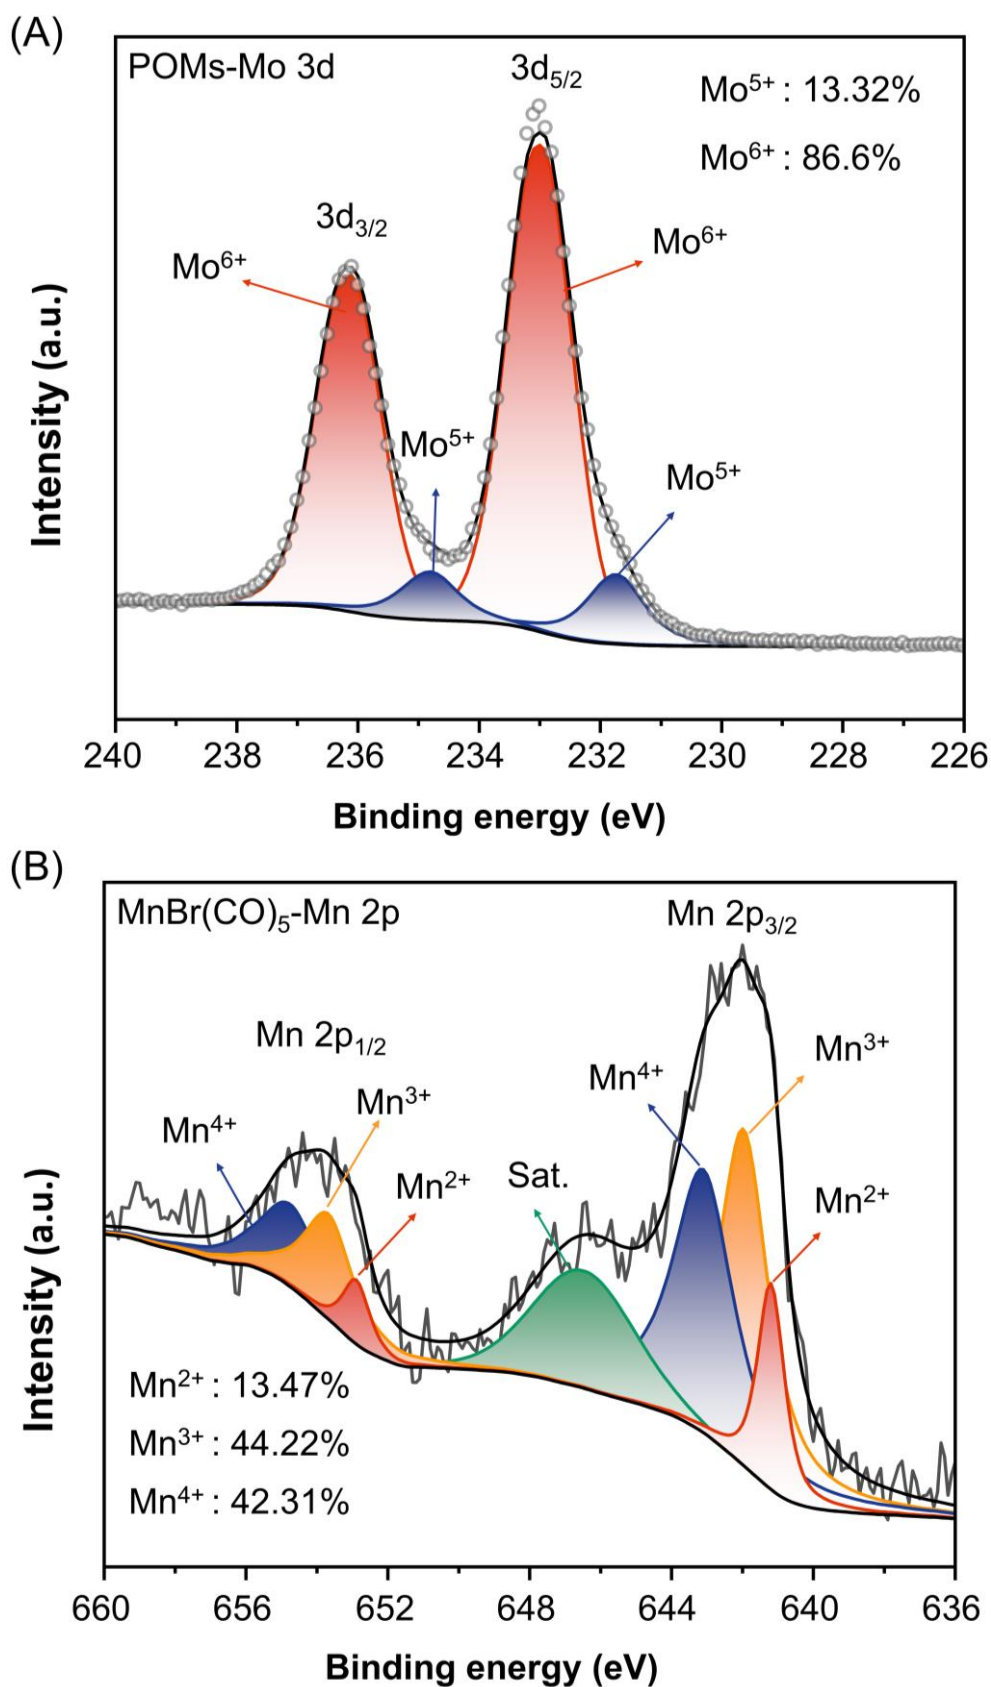 (A)
POMs-Mo 3d
3d5/2
Mo5+ : 13.32%
Mo6+ : 86.6%
3d3/2
Mo6+
Mo6+
Mo5+
Mo5+
Intensity (a.u.)
240 238 236 234 232 230 228 226
Binding energy (eV)
(B)
MnBr(CO)5-Mn 2p
Mn 2p3/2
Mn 2p1/2
Mn3+
Mn4+
Mn3+
Mn4+
Sat.
Mn2+
Mn2+
Intensity (a.u.)
Mn2+ : 13.47%
Mn3+ : 44.22%
Mn4+ : 42.31%
660 656 652 648 644 640 636
Binding energy (eV)